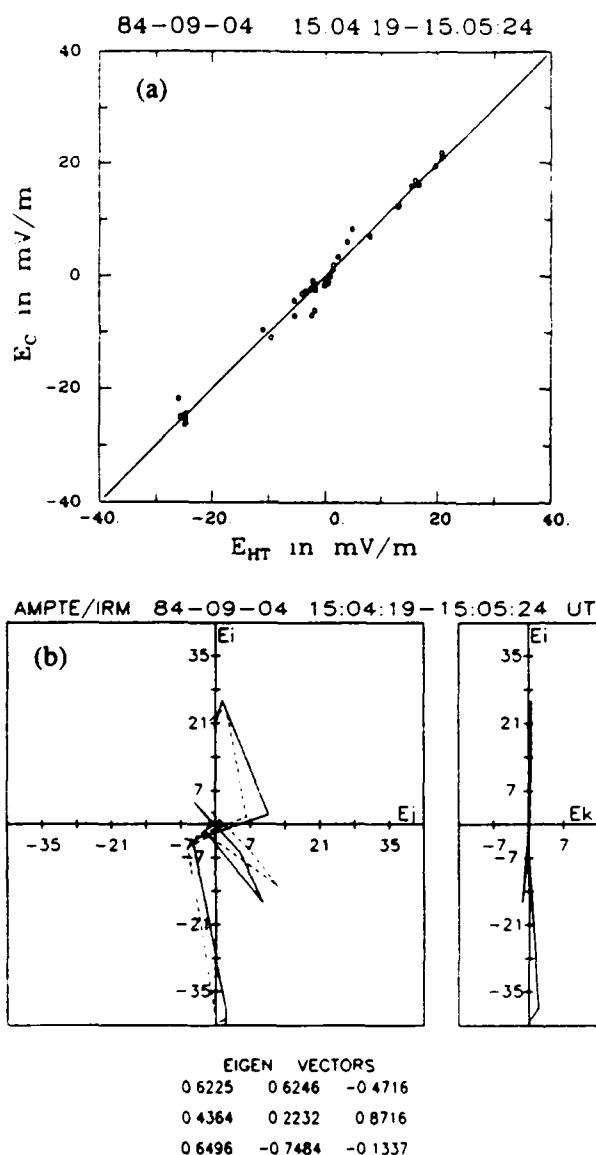 84-09-04 15.04 19-15.05:24
(a)
40
20
0
-20
-40
E_C in mV/m
-40. -20. 0. 20. 40.
E_HT in mV/m
AMPTE/IRM 84-09-04 15:04:19-15:05:24 UT
(b)
Ei
35
21
7
Ej
-35 -21 -7 7 21 35
-7
-21
-35
Ei
35
21
7
Ek
-7 7
-7
-21
-35
EIGEN VECTORS
0 6225 0 6246 -0 4716
0 4364 0 2232 0 8716
0 6496 -0 7484 -0 1337